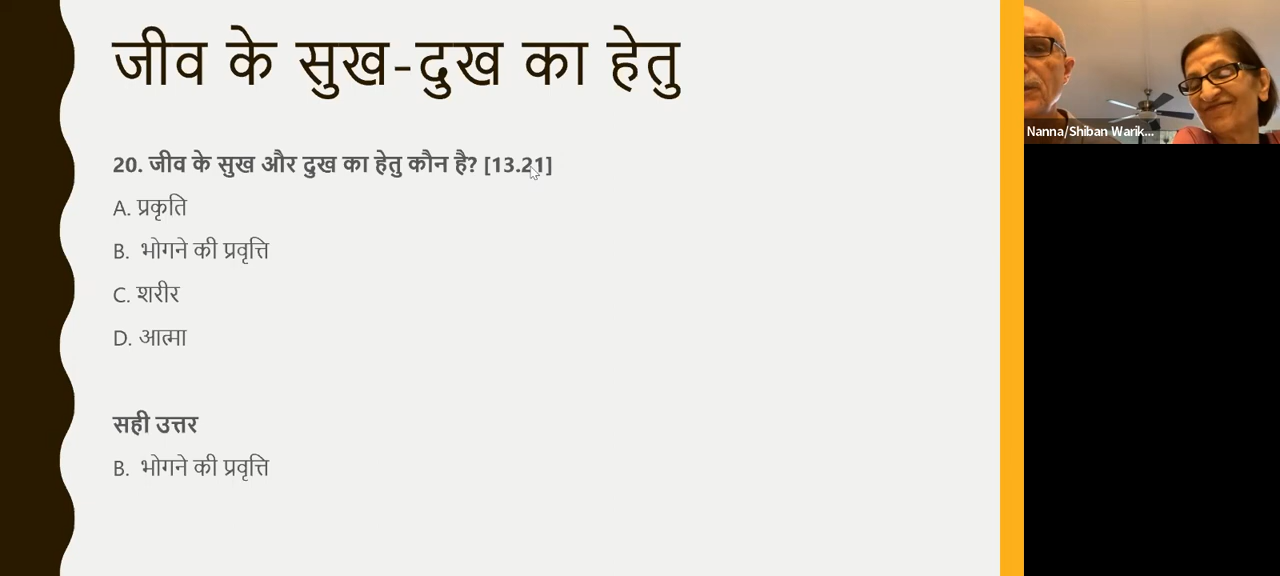 जीव के सुख-दुख का हेतु
20. जीव के सुख और दुख का हेतु कौन है? [13.21]
A. प्रकृति
B. भोगने की प्रवृत्ति
C. शरीर
D. आत्मा
सही उत्तर
B. भोगने की प्रवृत्ति
Nanna/Shiban Warik...